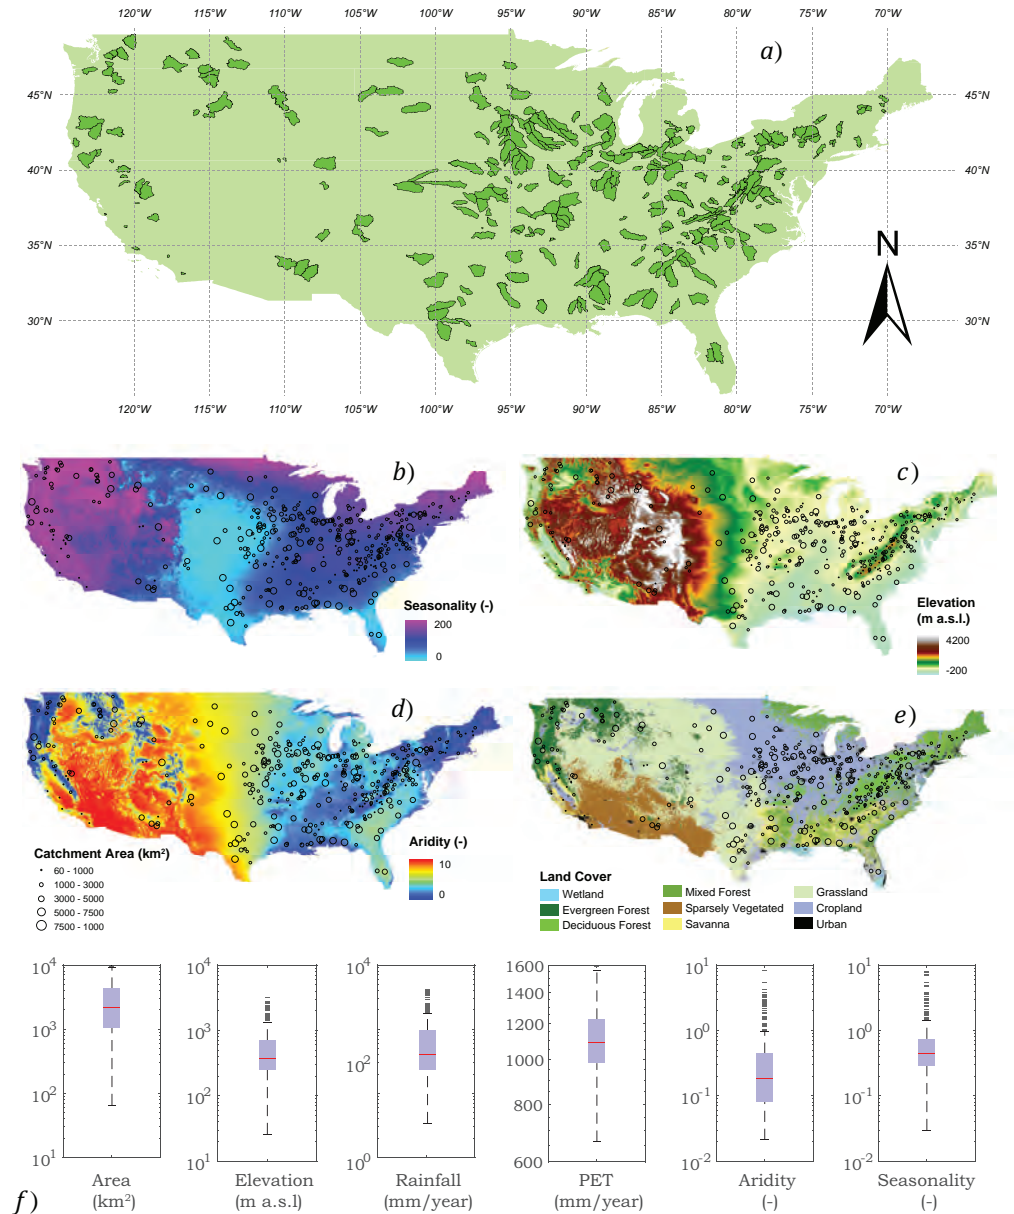 120°W 115°W 110°W 105°W 100°W 95°W 90°W 85°W 80°W 75°W 70°W
a)
45°N 45°N
40°N 40°N
N
35°N 35°N
30°N 30°N
120°W 115°W 110°W 105°W 100°W 95°W 90°W 85°W 80°W 75°W 70°W
b)
Seasonality (-)
200
0
c)
Elevation
(m a.s.l.)
4200
-200
d)
Catchment Area (km²)
60 - 1000
1000 - 3000
3000 - 5000
5000 - 7500
7500 - 1000
Aridity (-)
10
0
e)
Land Cover
Wetland Mixed Forest Grassland
Evergreen Forest Sparsely Vegetated Cropland
Deciduous Forest Savanna Urban
f)
10⁴
10³
10²
10¹
Area
(km²)
10⁴
10³
10²
10¹
Elevation
(m a.s.l)
10⁴
10²
10⁰
Rainfall
(mm/year)
1600
1400
1200
1000
800
600
PET
(mm/year)
10¹
10⁰
10⁻¹
10⁻²
Aridity
(-)
10¹
10⁰
10⁻¹
10⁻²
Seasonality
(-)